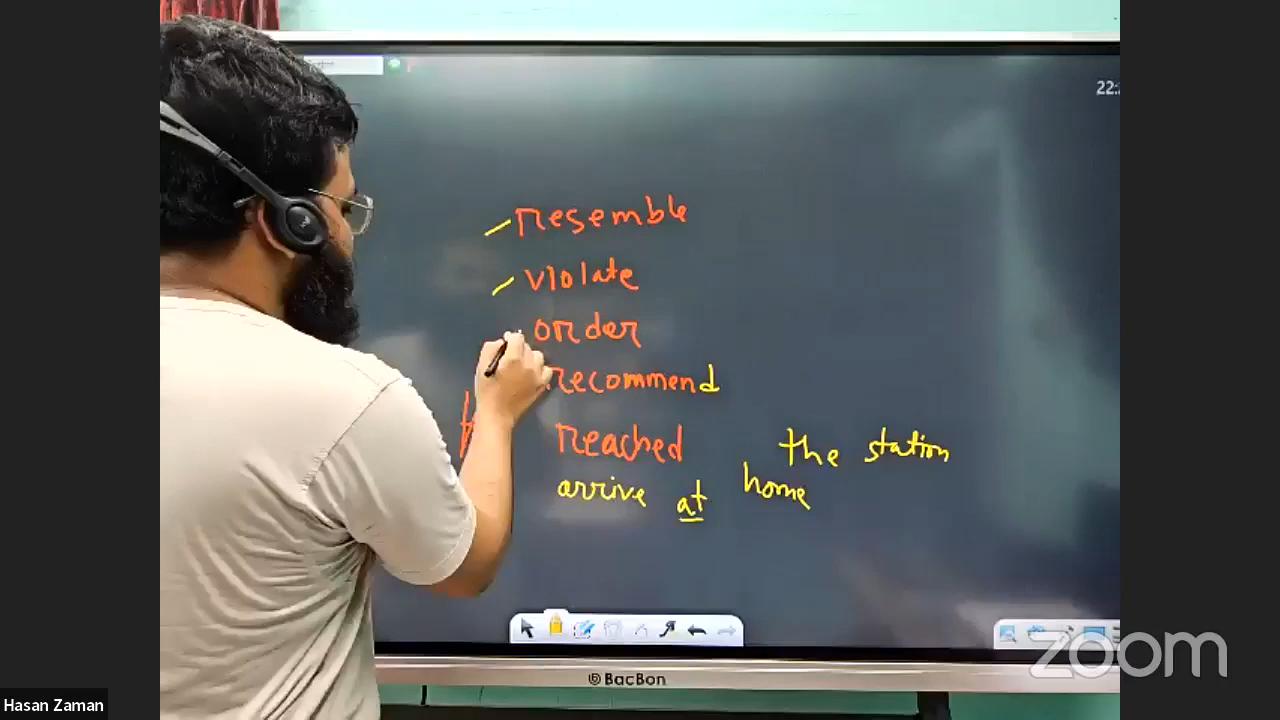 resemble
violate
order
recommend
reached the station
arrive at home
BacBon
zoom
Hasan Zaman